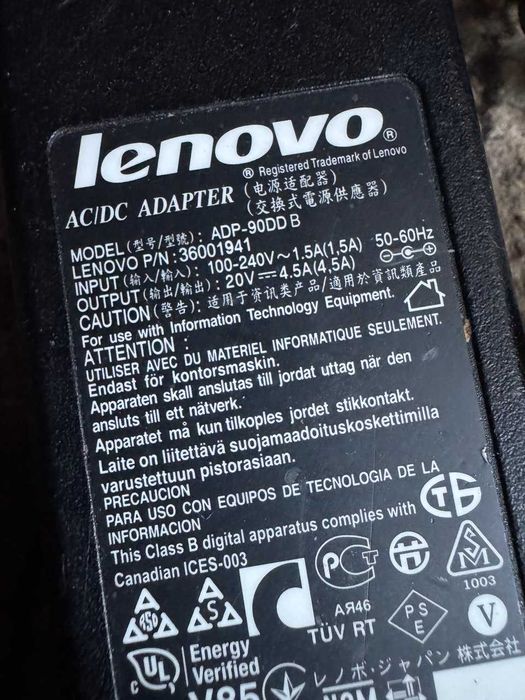 lenovo®
® Registered Trademark of Lenovo
AC/DC ADAPTER (电源适配器)
(交換式電源供應器)
MODEL (型号/型號): ADP-90DD B
LENOVO P/N:36001941
INPUT (输入/輸入): 100-240V~1.5A(1,5A) 50-60Hz
OUTPUT (输出/輸出): 20V⎓4.5A(4,5A)
CAUTION (警告): 适用于资讯类产品/適用於資訊類產品
For use with Information Technology Equipment.
ATTENTION :
UTILISER AVEC DU MATERIEL INFORMATIQUE SEULEMENT.
Endast för kontorsmaskin.
Apparaten skall anslutas till jordat uttag när den
ansluts till ett nätverk.
Apparatet må kun tilkoples jordet stikkontakt.
Laite on liitettävä suojamaadoituskoskettimilla
varustettuun pistorasiaan.
PRECAUCION
PARA USO CON EQUIPOS DE TECNOLOGIA DE LA
INFORMACION
This Class B digital apparatus complies with
Canadian ICES-003
PCT
1003
S
AЯ46
TÜV RT
PS
E
V
UL
Energy
Verified
レノボ・ジャパン 株式会社
V85